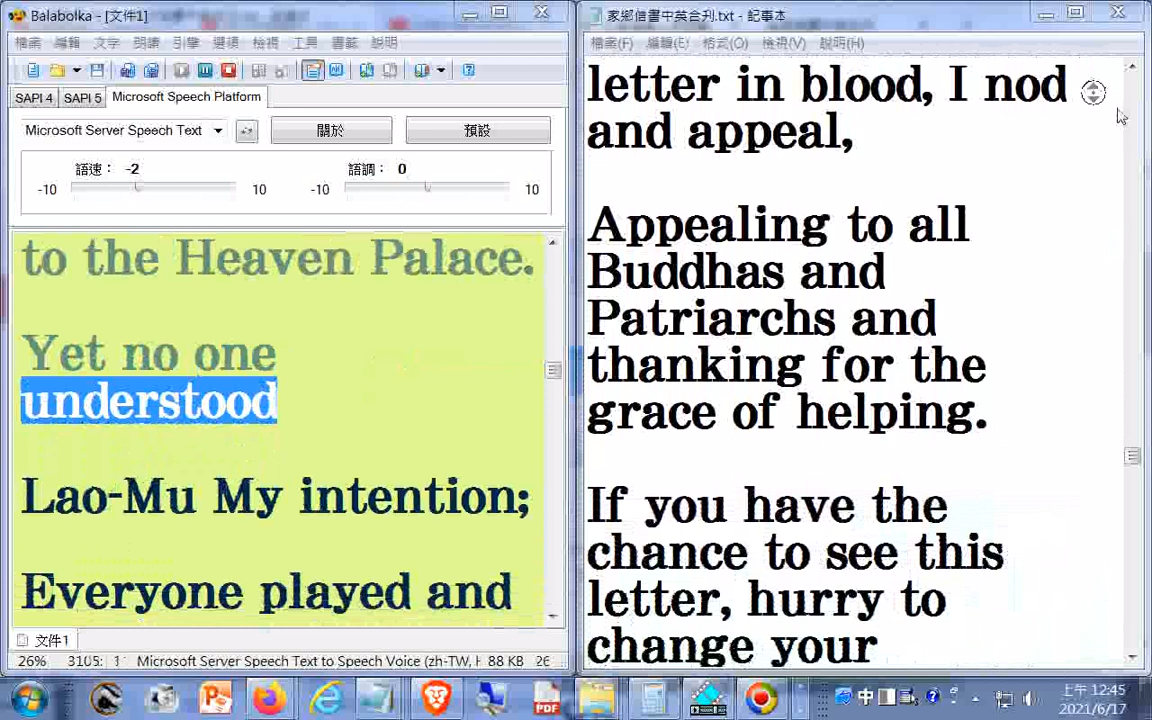 Balabolka - [文件1]
檔案 編輯 文字 朗讀 引擎 選項 檢視 工具 書籤 說明
SAPI 4 SAPI 5 Microsoft Speech Platform
Microsoft Server Speech Text 關於 預設
語速： -2 語調： 0
-10 10 -10 10
to the Heaven Palace.
Yet no one
understood
Lao-Mu My intention;
Everyone played and
文件1
26% 3105: 1 Microsoft Server Speech Text to Speech Voice (zh-TW, H 88 KB 26
家鄉信書中英合刋.txt - 記事本
檔案(F) 編輯(E) 格式(O) 檢視(V) 說明(H)
letter in blood, I nod
and appeal,
Appealing to all
Buddhas and
Patriarchs and
thanking for the
grace of helping.
If you have the
chance to see this
letter, hurry to
change your
PDF
中
上午 12:45
2021/6/17